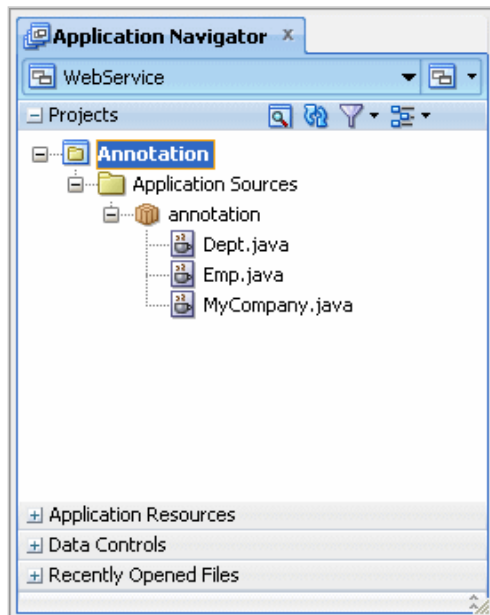 Application Navigator
WebService
Projects
Annotation
Application Sources
annotation
Dept.java
Emp.java
MyCompany.java
Application Resources
Data Controls
Recently Opened Files